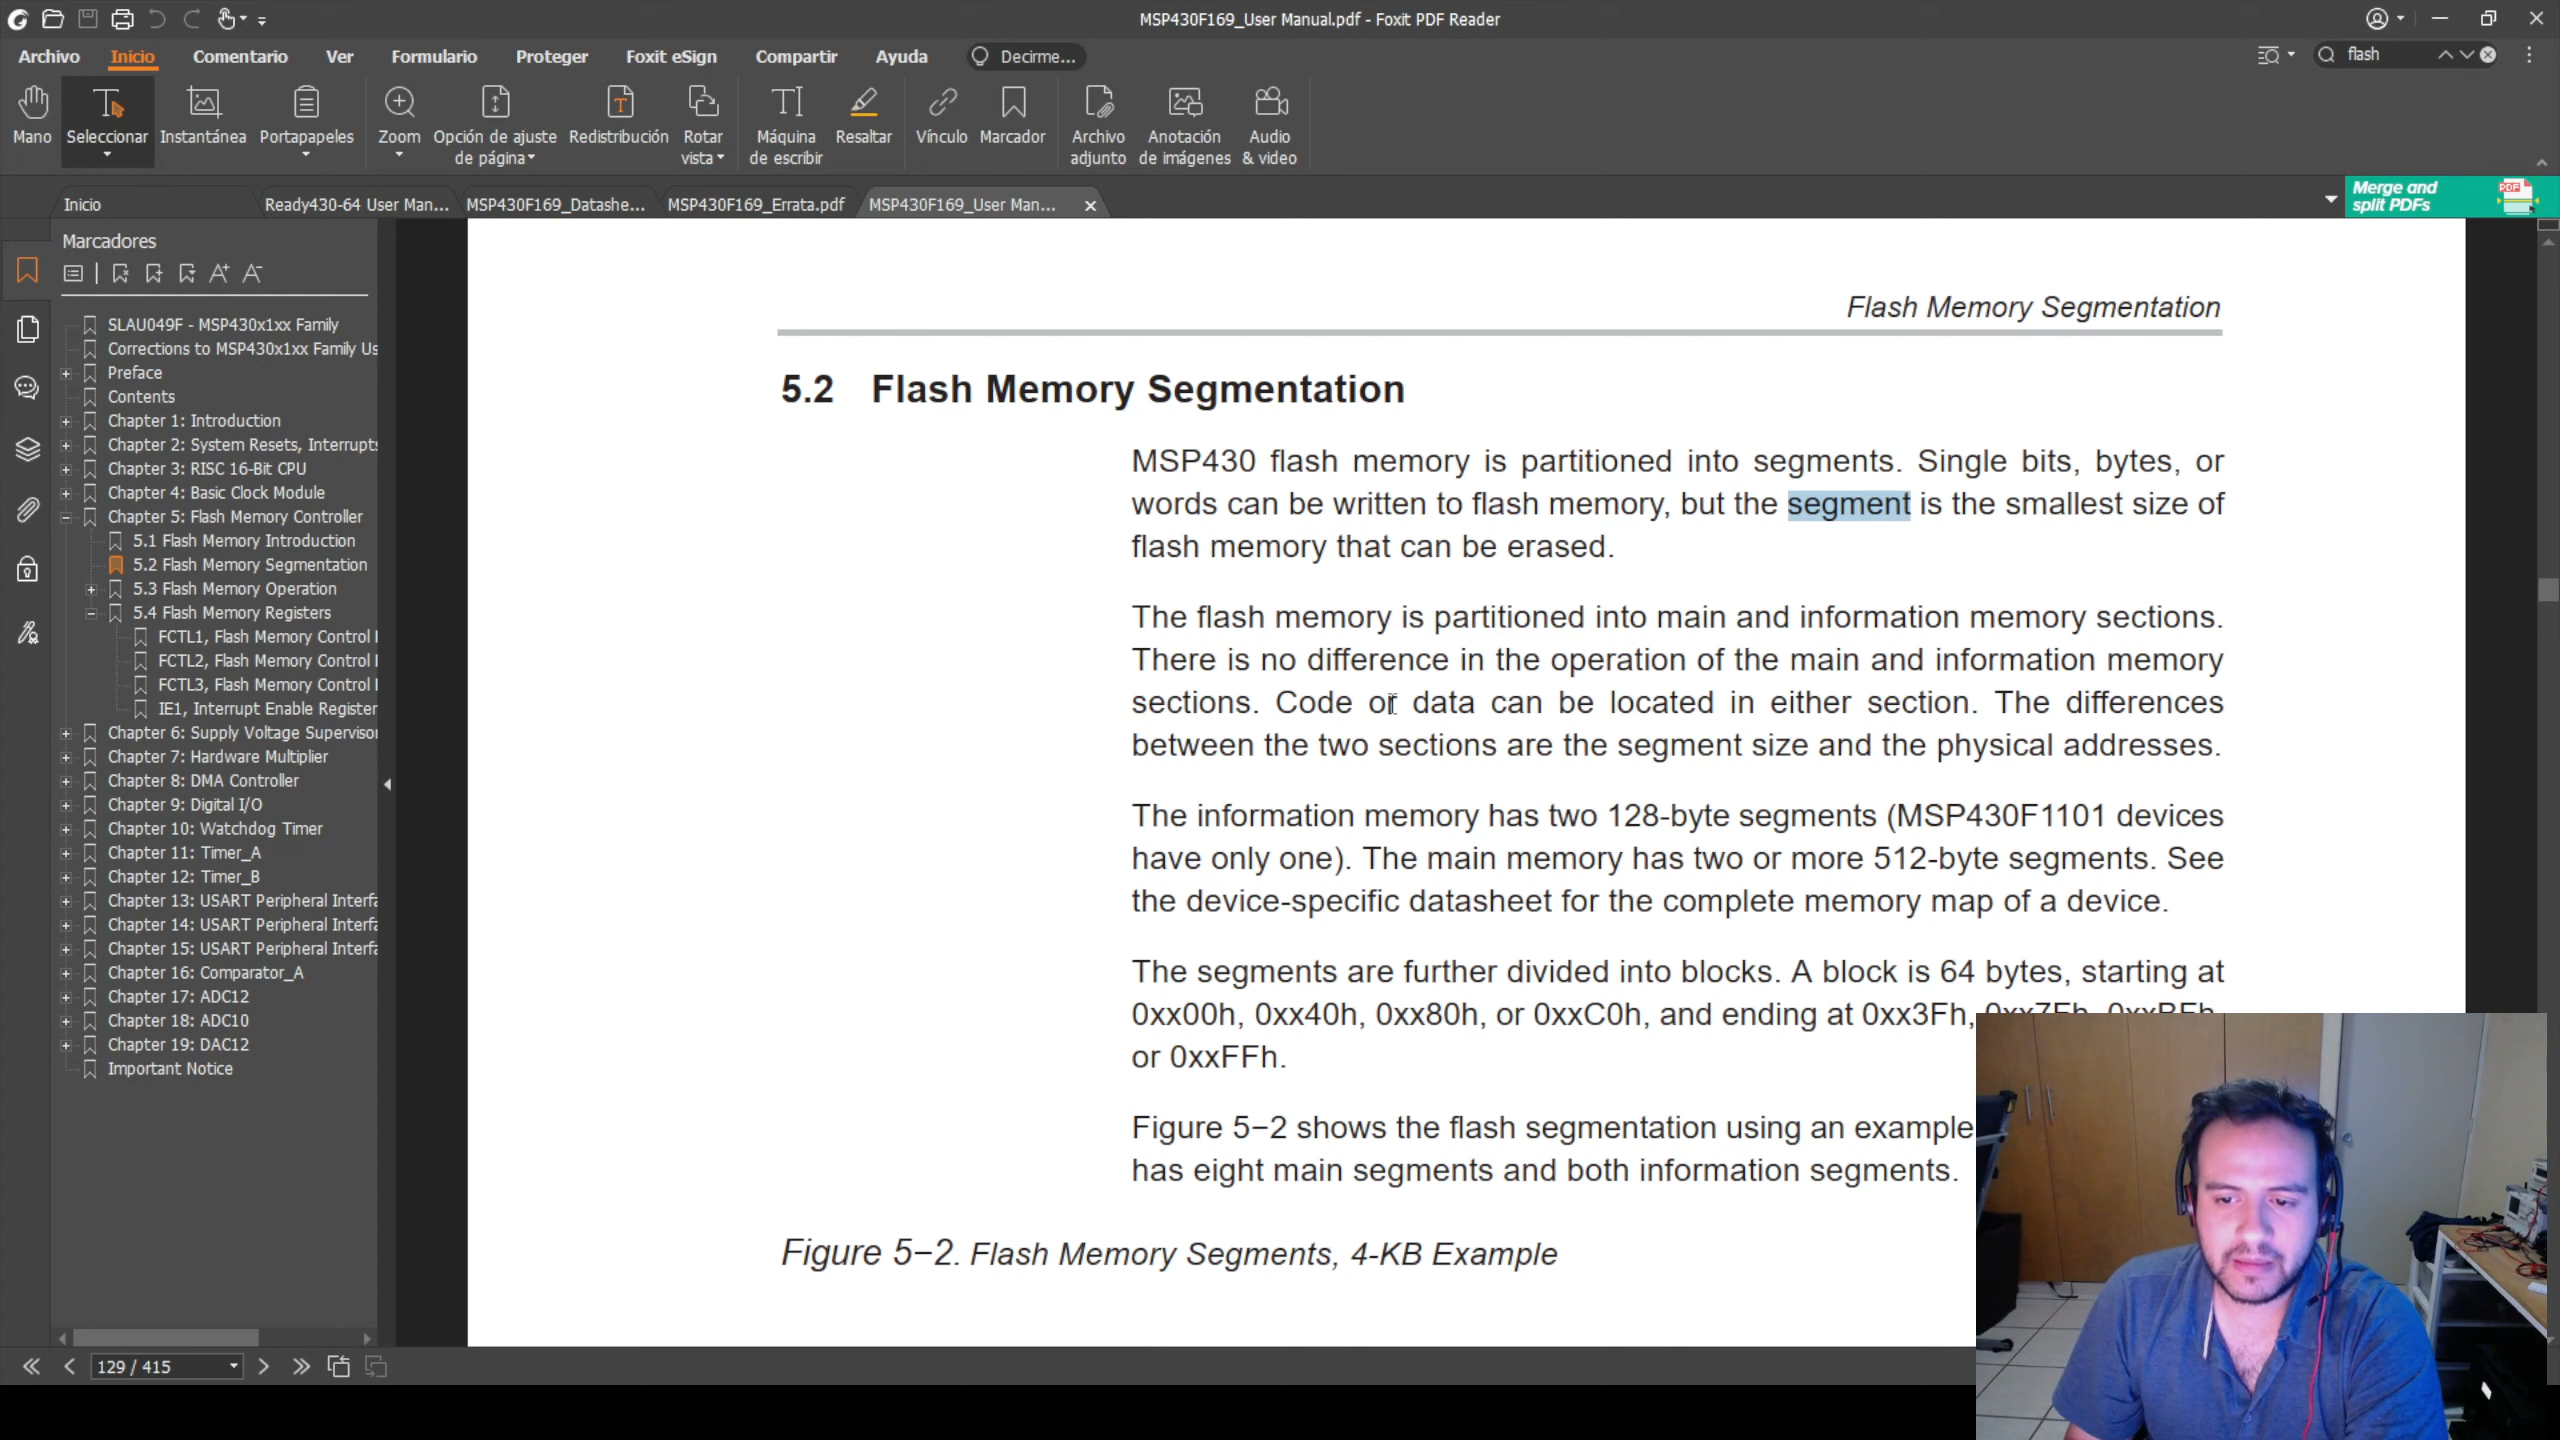 MSP430F169_User Manual.pdf - Foxit PDF Reader
Archivo Inicio Comentario Ver Formulario Proteger Foxit eSign Compartir Ayuda Decirme... flash
Mano Seleccionar Instantánea Portapapeles Zoom Opción de ajuste de página Redistribución Rotar vista Máquina de escribir Resaltar Vínculo Marcador Archivo adjunto Anotación de imágenes Audio & video
Inicio Ready430-64 User Man... MSP430F169_Datashe... MSP430F169_Errata.pdf MSP430F169_User Man...
Merge and
split PDFs
PDF
Marcadores
SLAU049F - MSP430x1xx Family
Corrections to MSP430x1xx Family Us
Preface
Contents
Chapter 1: Introduction
Chapter 2: System Resets, Interrupts
Chapter 3: RISC 16-Bit CPU
Chapter 4: Basic Clock Module
Chapter 5: Flash Memory Controller
5.1 Flash Memory Introduction
5.2 Flash Memory Segmentation
5.3 Flash Memory Operation
5.4 Flash Memory Registers
FCTL1, Flash Memory Control
FCTL2, Flash Memory Control
FCTL3, Flash Memory Control
IE1, Interrupt Enable Register
Chapter 6: Supply Voltage Supervisor
Chapter 7: Hardware Multiplier
Chapter 8: DMA Controller
Chapter 9: Digital I/O
Chapter 10: Watchdog Timer
Chapter 11: Timer_A
Chapter 12: Timer_B
Chapter 13: USART Peripheral Interfa
Chapter 14: USART Peripheral Interfa
Chapter 15: USART Peripheral Interfa
Chapter 16: Comparator_A
Chapter 17: ADC12
Chapter 18: ADC10
Chapter 19: DAC12
Important Notice
Flash Memory Segmentation
5.2 Flash Memory Segmentation
MSP430 flash memory is partitioned into segments. Single bits, bytes, or
words can be written to flash memory, but the segment is the smallest size of
flash memory that can be erased.
The flash memory is partitioned into main and information memory sections.
There is no difference in the operation of the main and information memory
sections. Code or data can be located in either section. The differences
between the two sections are the segment size and the physical addresses.
The information memory has two 128-byte segments (MSP430F1101 devices
have only one). The main memory has two or more 512-byte segments. See
the device-specific datasheet for the complete memory map of a device.
The segments are further divided into blocks. A block is 64 bytes, starting at
0xx00h, 0xx40h, 0xx80h, or 0xxC0h, and ending at 0xx3Fh, 0xx7Fh, 0xxBFh,
or 0xxFFh.
Figure 5−2 shows the flash segmentation using an example
has eight main segments and both information segments.
Figure 5−2. Flash Memory Segments, 4-KB Example
129 / 415